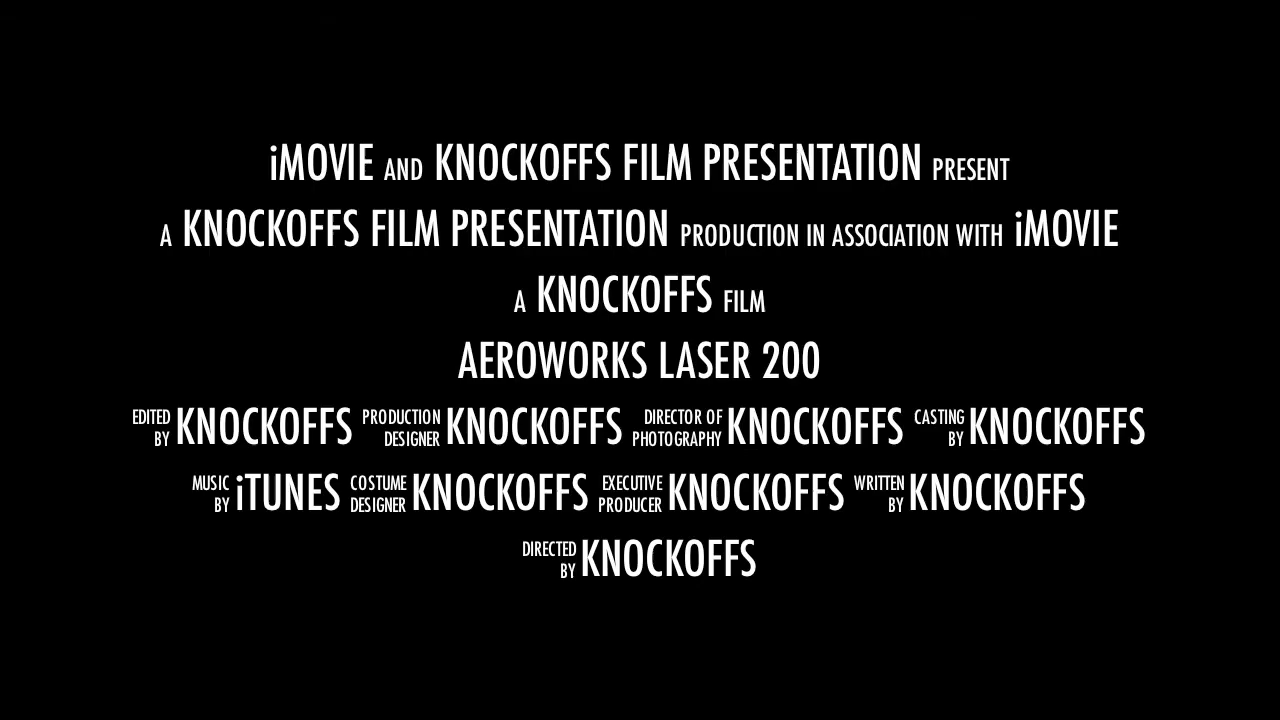 iMOVIE AND KNOCKOFFS FILM PRESENTATION PRESENT
A KNOCKOFFS FILM PRESENTATION PRODUCTION IN ASSOCIATION WITH iMOVIE
A KNOCKOFFS FILM
AEROWORKS LASER 200
EDITED BY KNOCKOFFS PRODUCTION DESIGNER KNOCKOFFS DIRECTOR OF PHOTOGRAPHY KNOCKOFFS CASTING BY KNOCKOFFS
MUSIC BY iTUNES COSTUME DESIGNER KNOCKOFFS EXECUTIVE PRODUCER KNOCKOFFS WRITTEN BY KNOCKOFFS
DIRECTED BY KNOCKOFFS